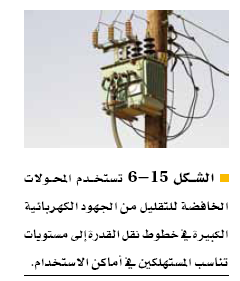 الشكل 15–6 تستخدم المحولات
الخافضة للتقليل من الجهود الكهربائية
الكبيرة في خطوط نقل القدرة إلى مستويات
تناسب المستهلكين في أماكن الاستخدام.